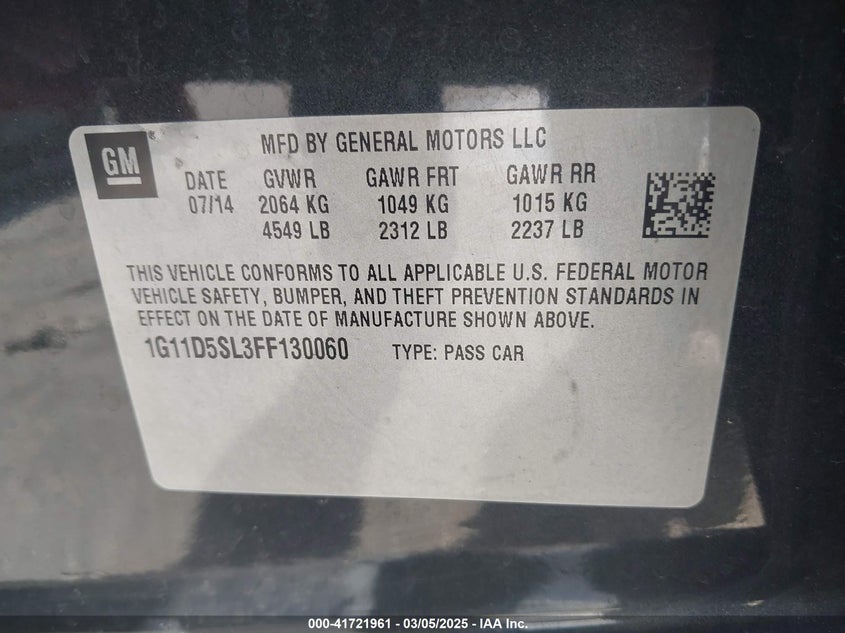 GM
MFD BY GENERAL MOTORS LLC
DATE GVWR GAWR FRT GAWR RR
07/14 2064 KG 1049 KG 1015 KG
4549 LB 2312 LB 2237 LB
THIS VEHICLE CONFORMS TO ALL APPLICABLE U.S. FEDERAL MOTOR
VEHICLE SAFETY, BUMPER, AND THEFT PREVENTION STANDARDS IN
EFFECT ON THE DATE OF MANUFACTURE SHOWN ABOVE.
1G11D5SL3FF130060 TYPE: PASS CAR
000-41721961 - 03/05/2025 - IAA Inc.